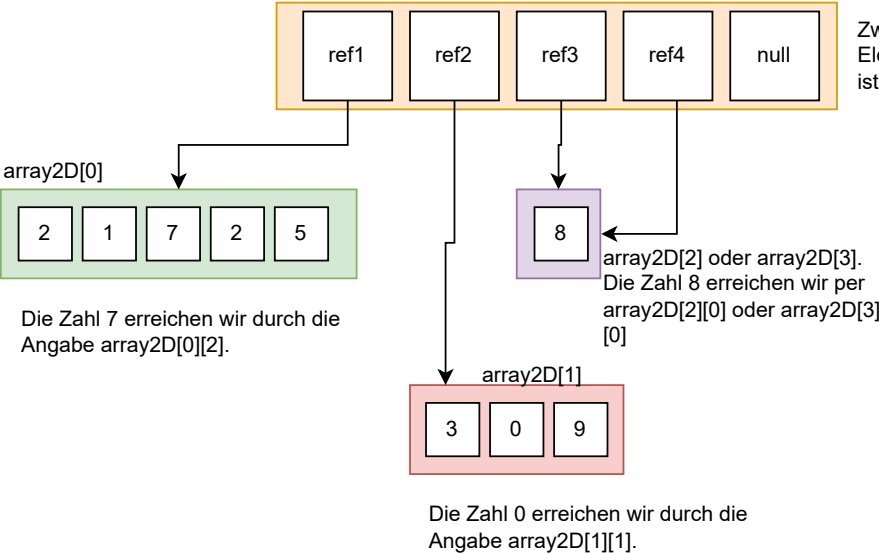 ref1 ref2 ref3 ref4 null
ist
array2D[0]
2 1 7 2 5
8
array2D[2] oder array2D[3].
Die Zahl 8 erreichen wir per
array2D[2][0] oder array2D[3]
[0]
Die Zahl 7 erreichen wir durch die
Angabe array2D[0][2].
array2D[1]
3 0 9
Die Zahl 0 erreichen wir durch die
Angabe array2D[1][1].